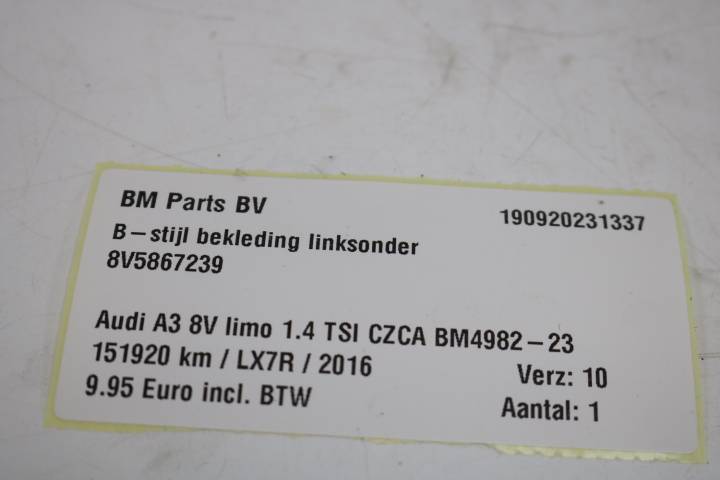 BM Parts BV
190920231337
B-stijl bekleding linksonder
8V5867239
Audi A3 8V limo 1.4 TSI CZCA BM4982-23
151920 km / LX7R / 2016
Verz: 10
9.95 Euro incl. BTW
Aantal: 1